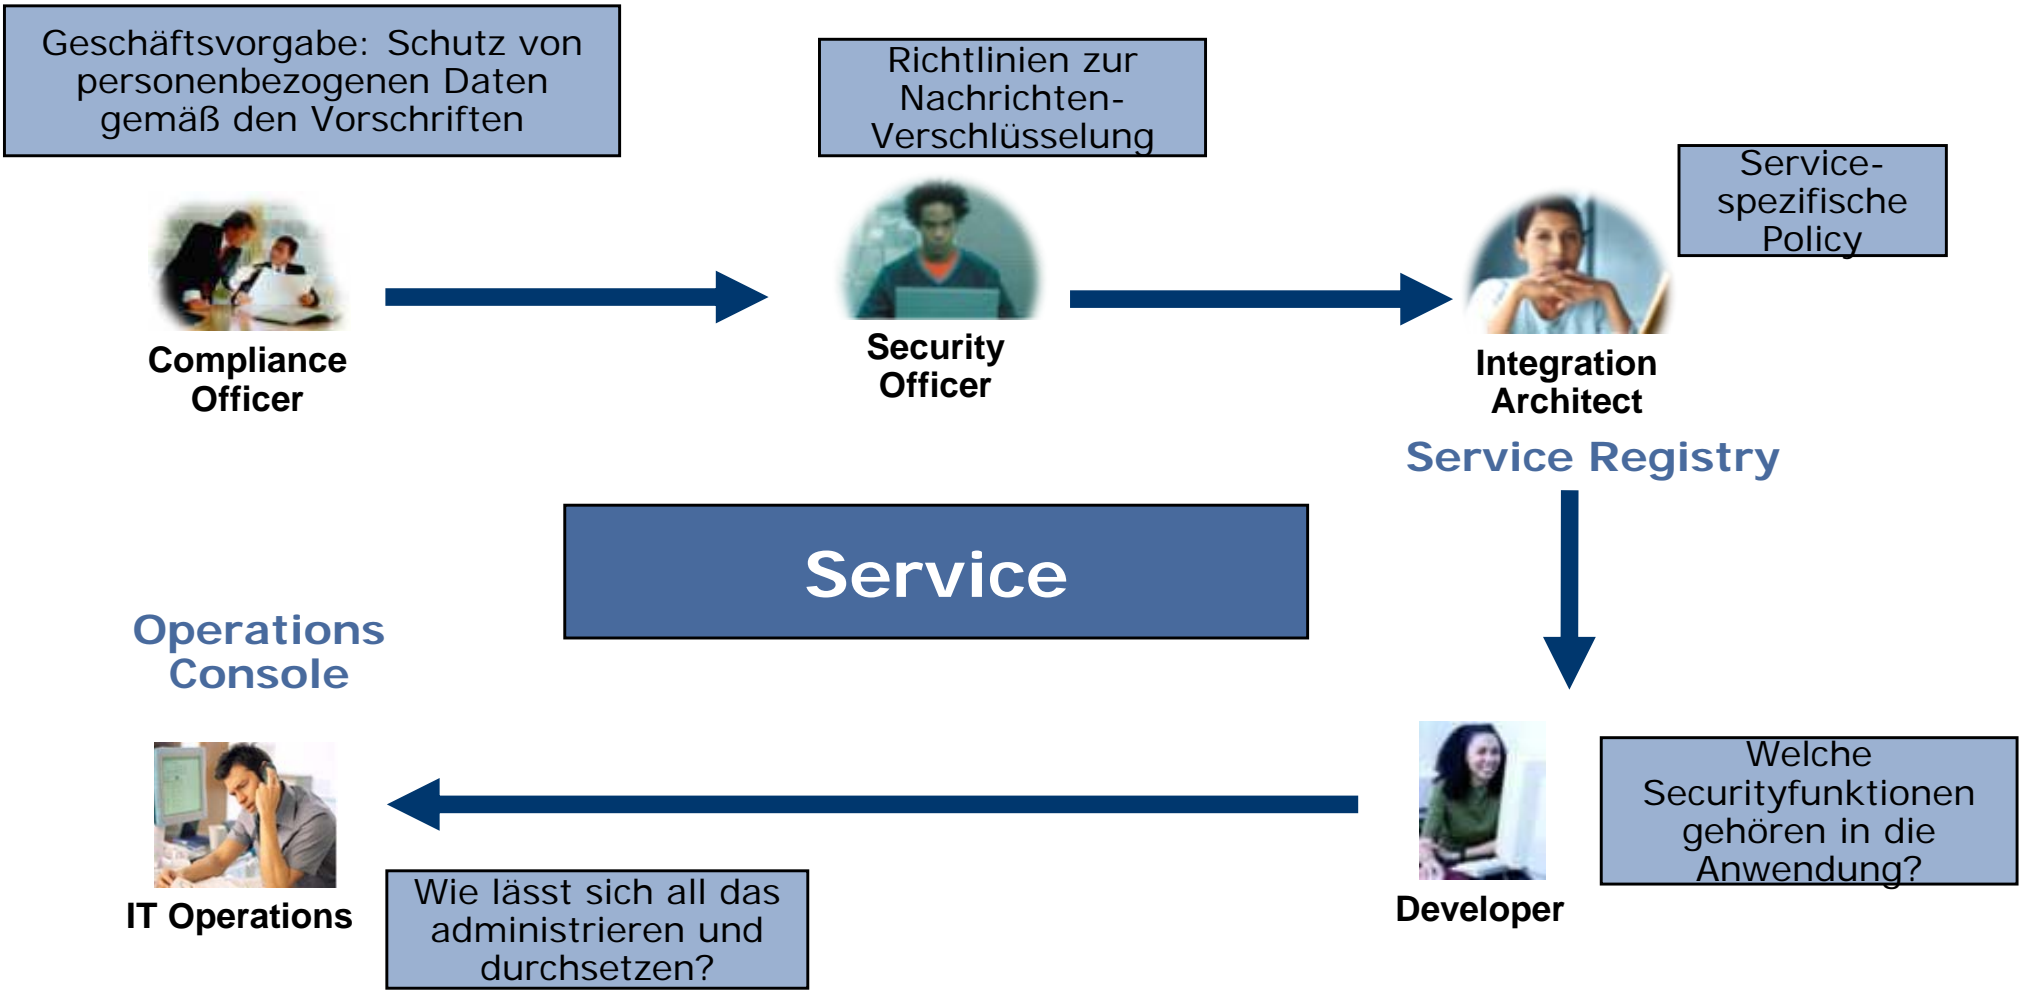 Geschäftsvorgabe: Schutz von
personenbezogenen Daten
gemäß den Vorschriften
Richtlinien zur
Nachrichten-
Verschlüsselung
Service-
spezifische
Policy
Compliance
Officer
Security
Officer
Integration
Architect
Service Registry
Service
Operations
Console
Welche
Securityfunktionen
gehören in die
Anwendung?
IT Operations
Developer
Wie lässt sich all das
administrieren und
durchsetzen?